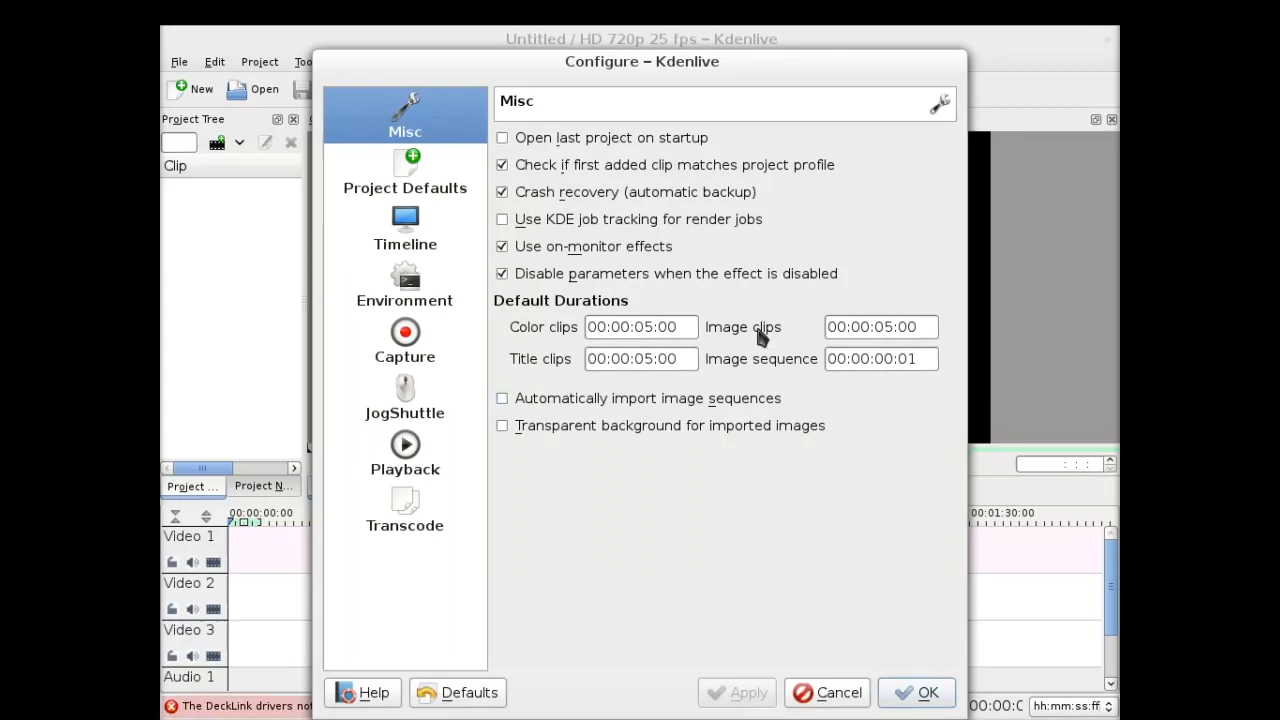 Untitled / HD 720p 25 fps – Kdenlive
Configure – Kdenlive
File Edit Project
New Open
Project Tree
Clip
Misc
Project Defaults
Timeline
Environment
Capture
JogShuttle
Playback
Transcode
Misc
Open last project on startup
Check if first added clip matches project profile
Crash recovery (automatic backup)
Use KDE job tracking for render jobs
Use on-monitor effects
Disable parameters when the effect is disabled
Default Durations
Color clips 00:00:05:00 Image clips 00:00:05:00
Title clips 00:00:05:00 Image sequence 00:00:00:01
Automatically import image sequences
Transparent background for imported images
: : :
Project ... Project N...
00:00:00:00 00:01:30:00
Video 1
Video 2
Video 3
Audio 1
Help Defaults Apply Cancel OK
The DeckLink drivers
hh:mm:ss:ff